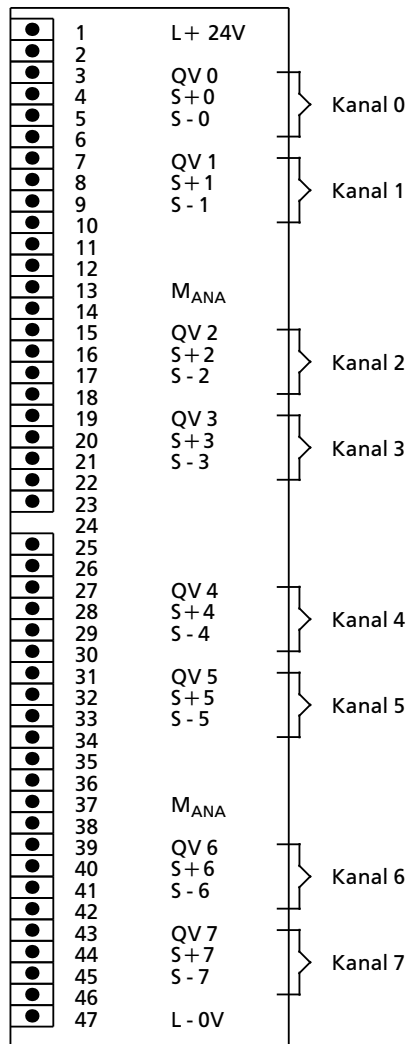 1 L+ 24V
2
3 QV 0
4 S+0 Kanal 0
5 S-0
6
7 QV 1
8 S+1 Kanal 1
9 S-1
10
11
12
13 MANA
14
15 QV 2
16 S+2 Kanal 2
17 S-2
18
19 QV 3
20 S+3 Kanal 3
21 S-3
22
23
24
25
26
27 QV 4
28 S+4 Kanal 4
29 S-4
30
31 QV 5
32 S+5 Kanal 5
33 S-5
34
35
36
37 MANA
38
39 QV 6
40 S+6 Kanal 6
41 S-6
42
43 QV 7
44 S+7 Kanal 7
45 S-7
46
47 L-0V